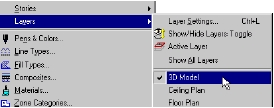 Stories
Layers
Pens & Colors...
Line Types...
Fill Types...
Composites...
Materials...
Zone Categories...
Layer Settings... Ctrl+L
Show/Hide Layers Toggle
Active Layer
Show All Layers
3D Model
Ceiling Plan
Floor Plan